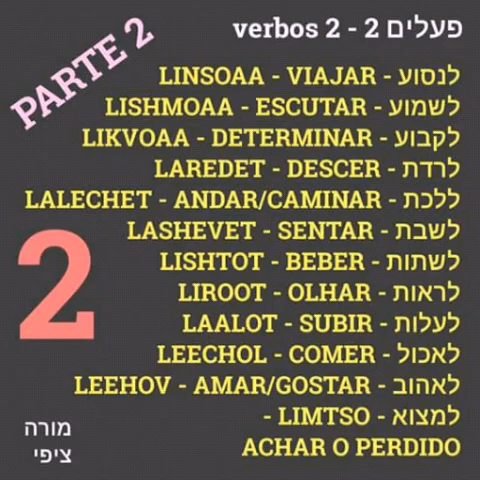 PARTE 2
verbos 2 - פעלים 2
LINSOAA - VIAJAR - לנסוע
LISHMOAA - ESCUTAR - לשמוע
LIKVOAA - DETERMINAR - לקבוע
LAREDET - DESCER - לרדת
LALECHET - ANDAR/CAMINAR - ללכת
LASHEVET - SENTAR - לשבת
LISHTOT - BEBER - לשתות
LIROOT - OLHAR - לראות
LAALOT - SUBIR - לעלות
LEECHOL - COMER - לאכול
LEEHOV - AMAR/GOSTAR - לאהוב
- LIMTSO - למצוא
ACHAR O PERDIDO
2
מורה
ציפי